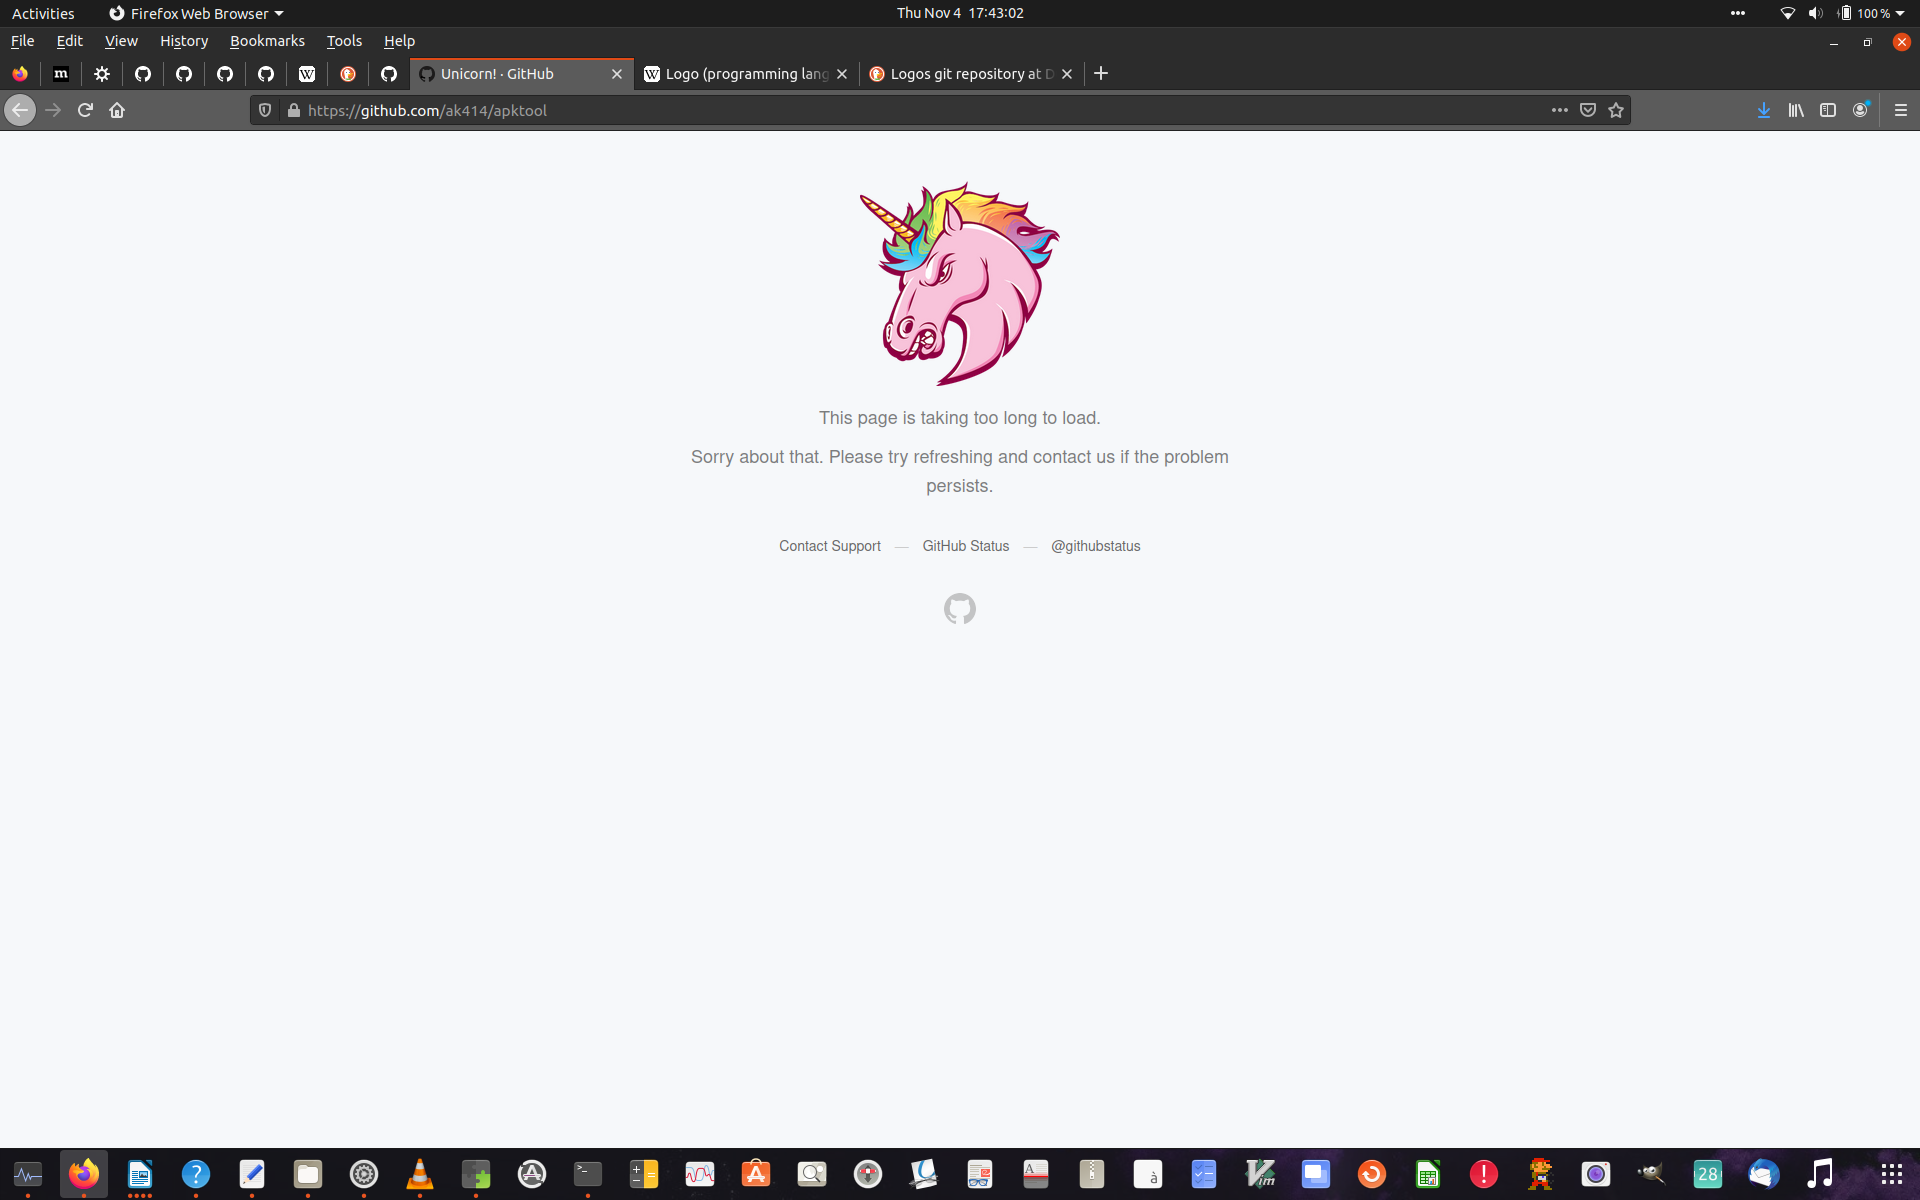 Activities
Firefox Web Browser
Thu Nov 4 17:43:02
100 %
File Edit View History Bookmarks Tools Help
m
W
Unicorn! · GitHub
W
Logo (programming lang
Logos git repository at D
https://github.com/ak414/apktool
This page is taking too long to load.
Sorry about that. Please try refreshing and contact us if the problem
persists.
Contact Support — GitHub Status — @githubstatus
?
>_
A
à
Vim
!
28